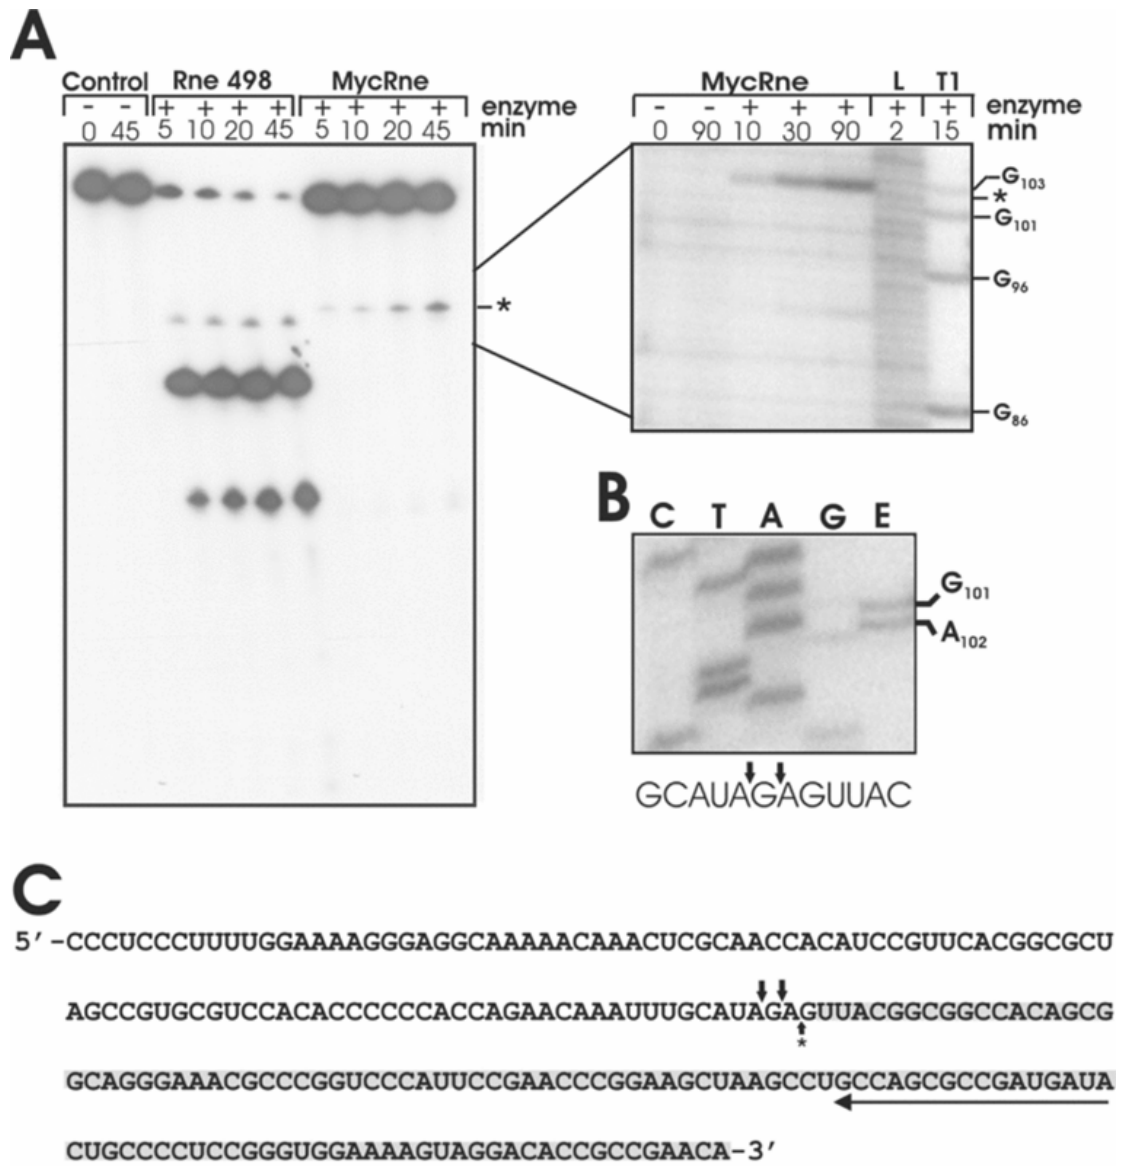 A
Control Rne 498 MycRne
- - + + + + + + + + enzyme
0 45 5 10 20 45 5 10 20 45 min
-*
MycRne L T1
- - + + + + + enzyme
0 90 10 30 90 2 15 min
G103
*
G101
G96
G86
B
C T A G E
G101
A102
GCAUAGAGUUAC
C
5'-CCCUCCCUUUUGGAAAAGGGAGGCAAAAACAAACUCGCAACCACAUCCGUUCACGGCGCU
AGCCGUGCGUCCACACCCCCCACCAGAACAAAUUUGCAUAGAGUUACGGCGGCCACAGCG
*
GCAGGGAAACGCCCGGUCCCAUUCCGAACCCGGAAGCUAAGCCUGCCAGCGCCGAUGAUA
CUGCCCCUCCGGGUGGAAAAGUAGGACACCGCCGAACA-3'